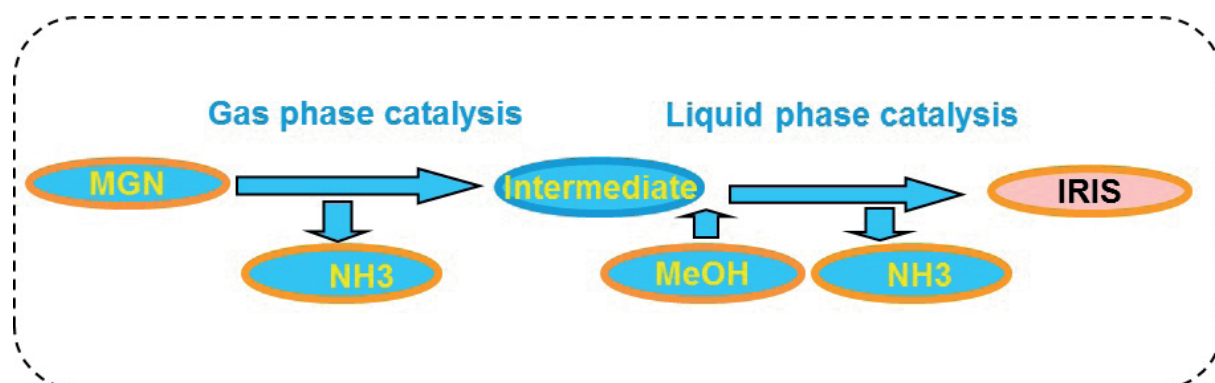 Gas phase catalysis
Liquid phase catalysis
MGN
Intermediate
IRIS
NH3
MeOH
NH3